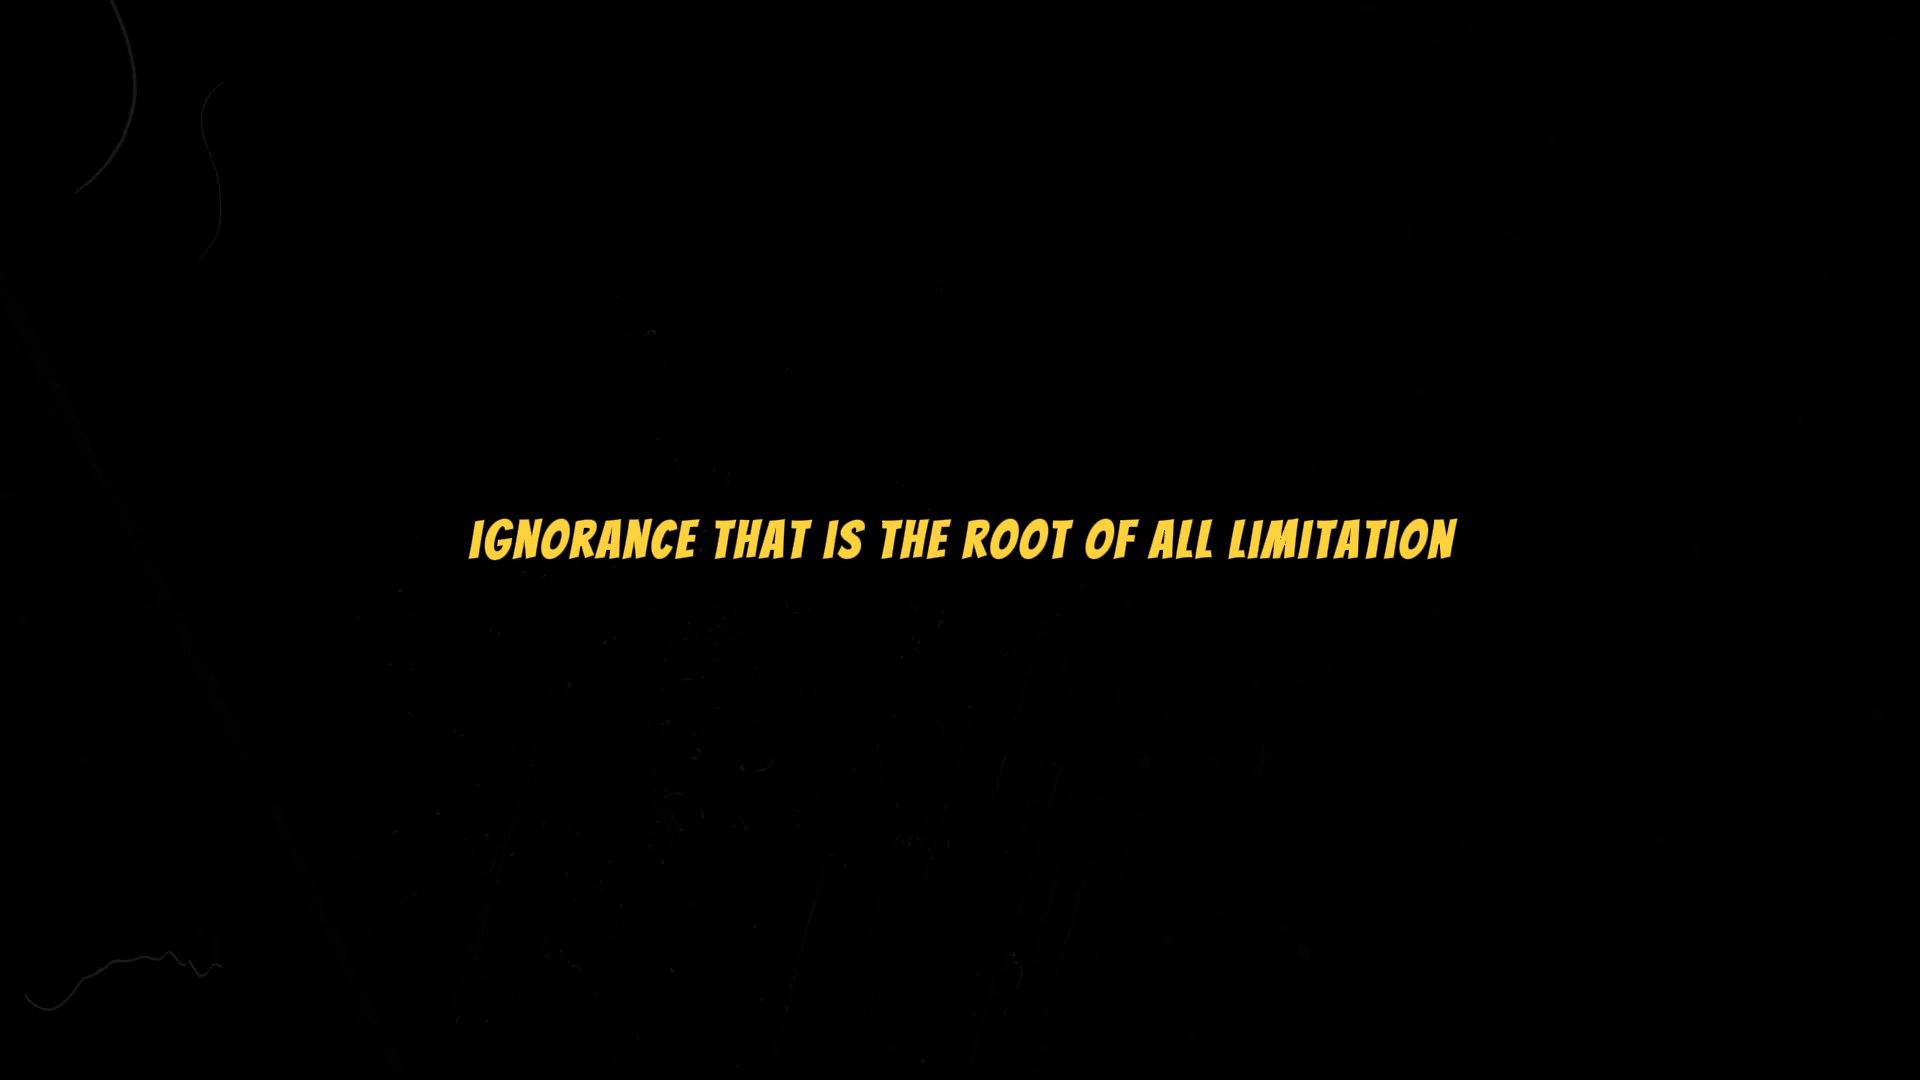 IGNORANCE THAT IS THE ROOT OF ALL LIMITATION